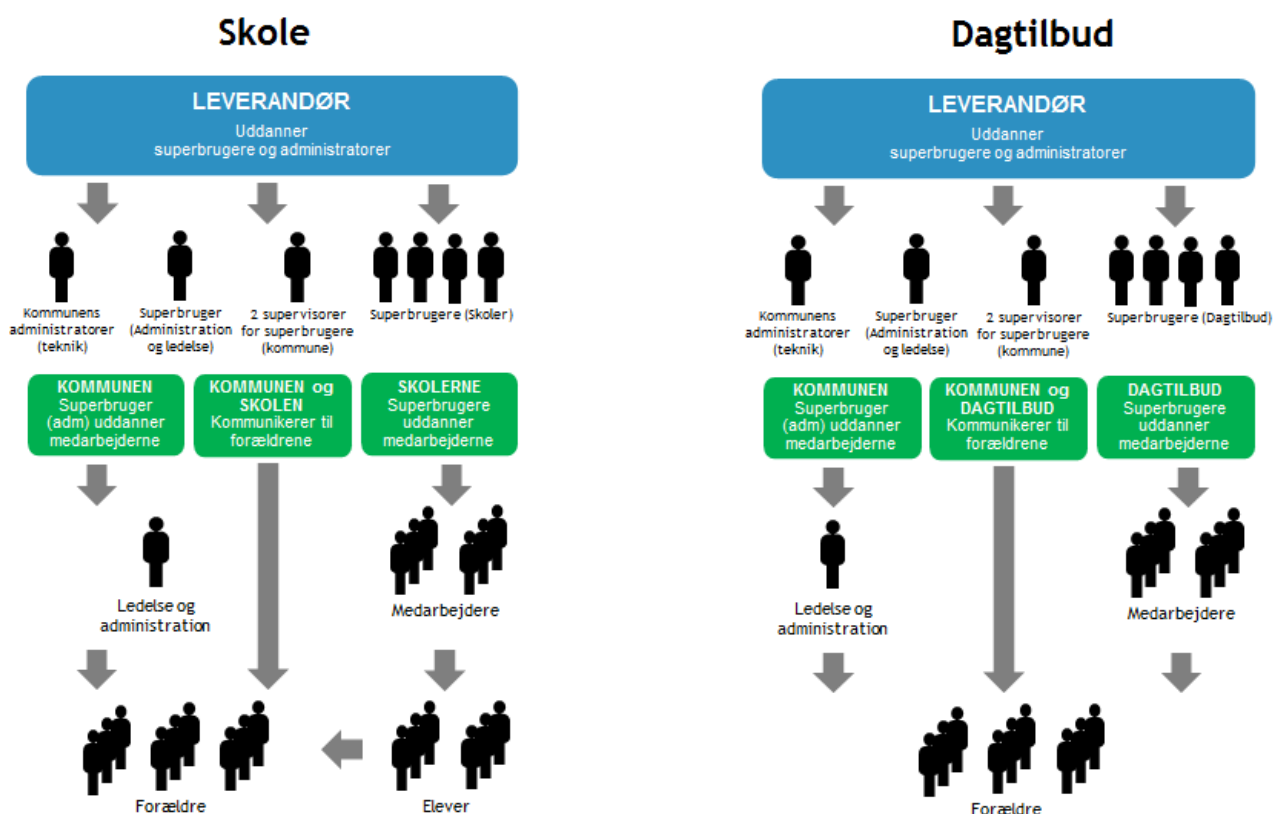 Skole
LEVERANDØR
Uddanner
superbrugere og administratorer
Kommunens
administratorer
(teknik)
Superbruger
(Administration
og ledelse)
2 supervisorer
for superbrugere
(kommune)
Superbrugere (Skoler)
KOMMUNEN
Superbruger
(adm) uddanner
medarbejderne
KOMMUNEN og
SKOLEN
Kommunikerer til
forældrene
SKOLERNE
Superbrugere
uddanner
medarbejderne
Ledelse og
administration
Medarbejdere
Forældre
Elever
Dagtilbud
LEVERANDØR
Uddanner
superbrugere og administratorer
Kommunens
administratorer
(teknik)
Superbruger
(Administration
og ledelse)
2 supervisorer
for superbrugere
(kommune)
Superbrugere (Dagtilbud)
KOMMUNEN
Superbruger
(adm) uddanner
medarbejderne
KOMMUNEN og
DAGTILBUD
Kommunikerer til
forældrene
DAGTILBUD
Superbrugere
uddanner
medarbejderne
Ledelse og
administration
Medarbejdere
Forældre